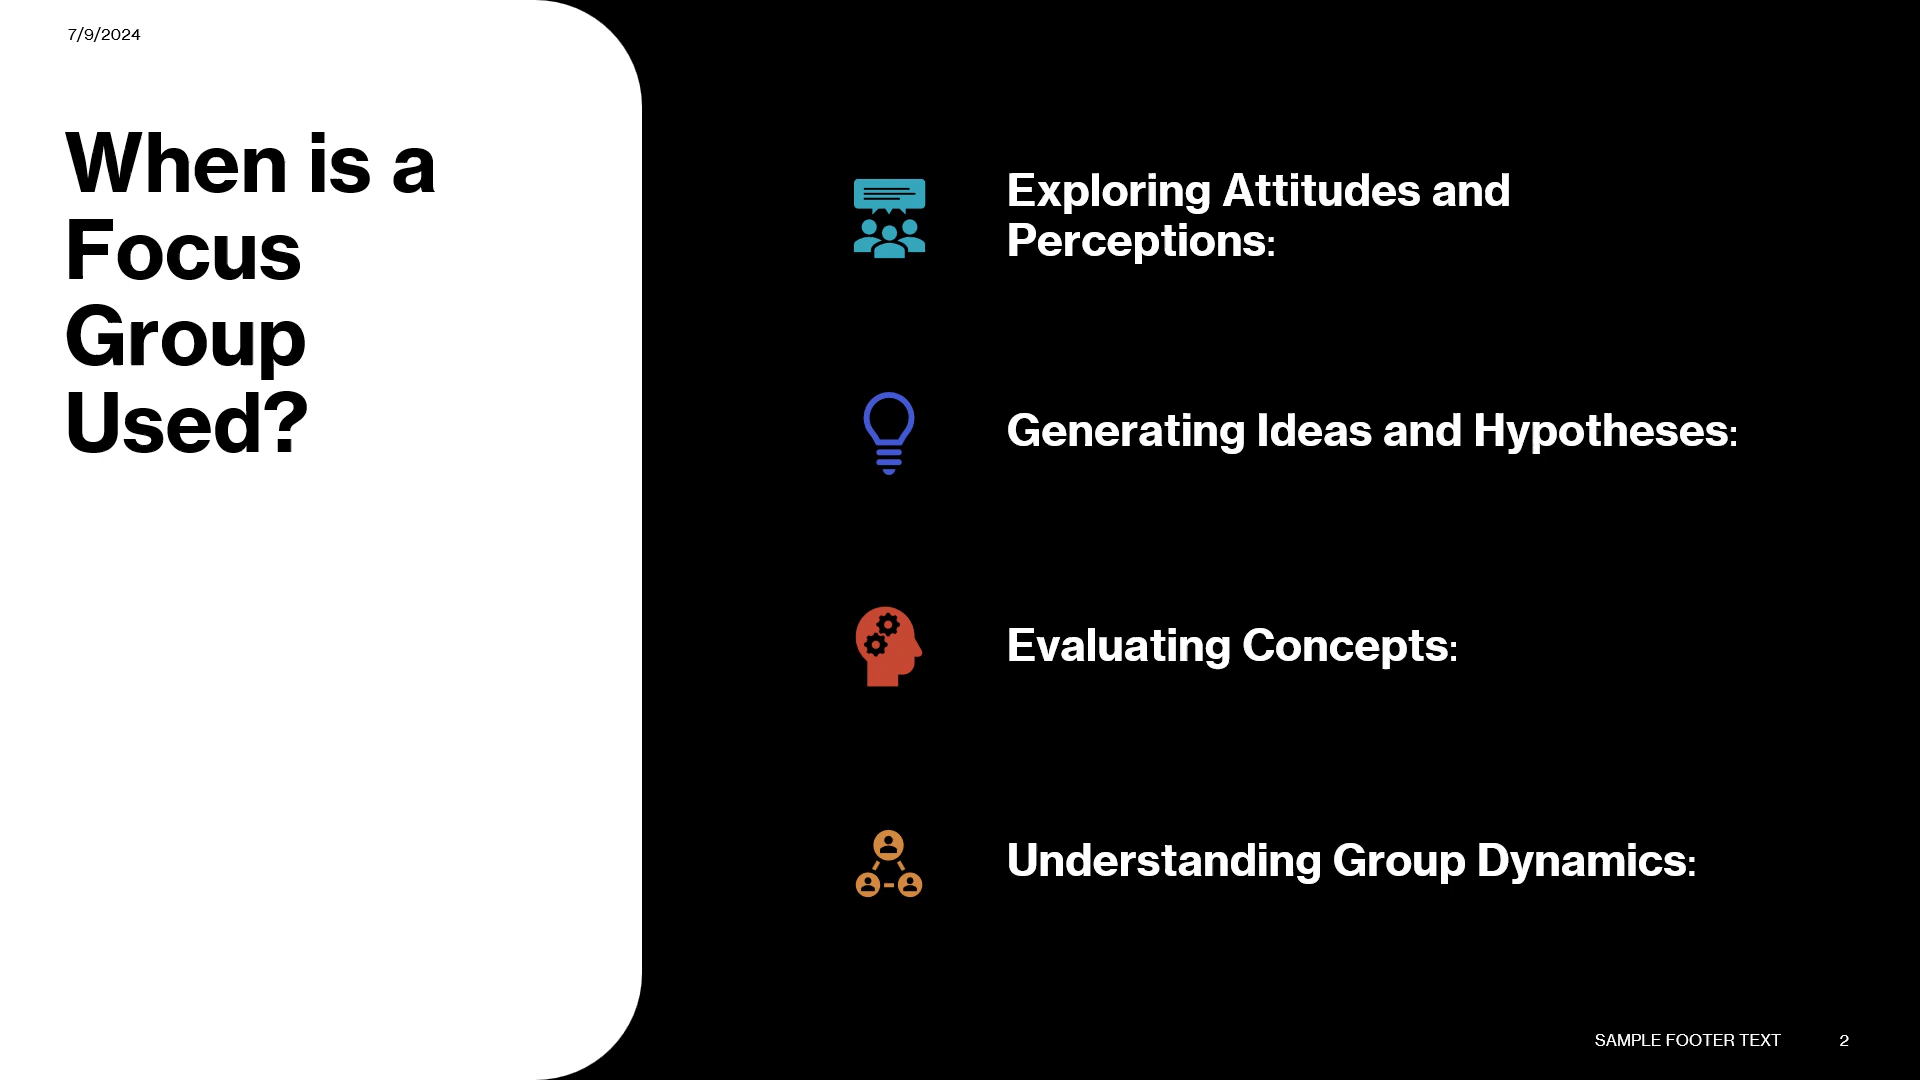 7/9/2024
When is a
Focus
Group
Used?
Exploring Attitudes and
Perceptions:
Generating Ideas and Hypotheses:
Evaluating Concepts:
Understanding Group Dynamics:
SAMPLE FOOTER TEXT 2